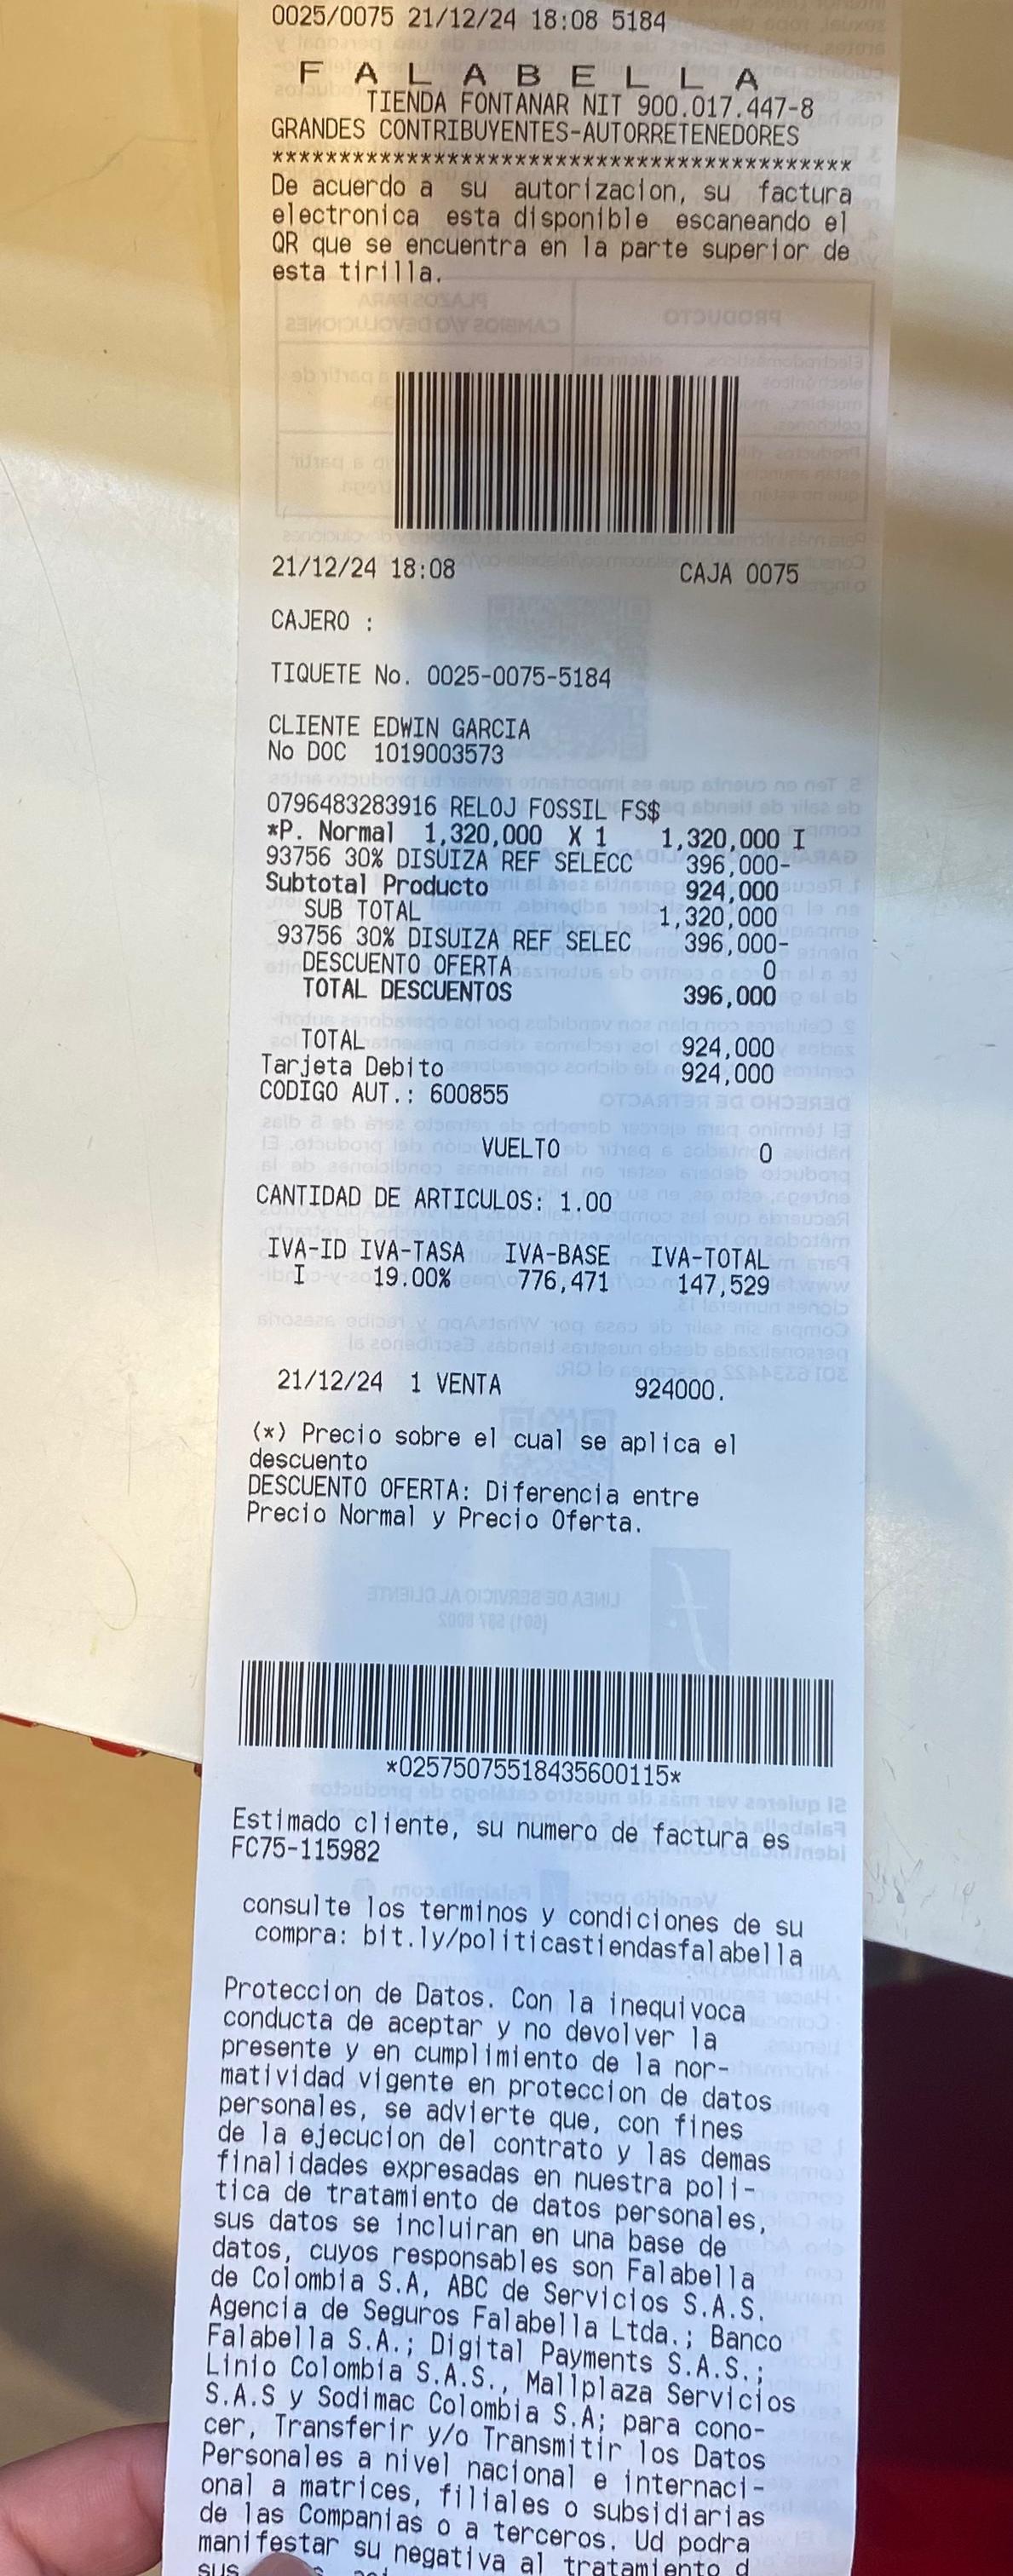 0025/0075 21/12/24 18:08 5184
F A L A B E L L A
TIENDA FONTANAR NIT 900.017.447-8
GRANDES CONTRIBUYENTES-AUTORRETENEDORES
********************************************
De acuerdo a su autorizacion, su factura
electronica esta disponible escaneando el
QR que se encuentra en la parte superior de
esta tirilla.
21/12/24 18:08 CAJA 0075
CAJERO :
TIQUETE No. 0025-0075-5184
CLIENTE EDWIN GARCIA
No DOC 1019003573
0796483283916 RELOJ FOSSIL FS$
*P. Normal 1,320,000 X 1 1,320,000 I
93756 30% DISUIZA REF SELECC 396,000-
Subtotal Producto 924,000
SUB TOTAL 1,320,000
93756 30% DISUIZA REF SELEC 396,000-
DESCUENTO OFERTA 0
TOTAL DESCUENTOS 396,000
TOTAL 924,000
Tarjeta Debito 924,000
CODIGO AUT.: 600855
VUELTO 0
CANTIDAD DE ARTICULOS: 1.00
IVA-ID IVA-TASA IVA-BASE IVA-TOTAL
I 19.00% 776,471 147,529
21/12/24 1 VENTA 924000.
(*) Precio sobre el cual se aplica el
descuento
DESCUENTO OFERTA: Diferencia entre
Precio Normal y Precio Oferta.
*02575075518435600115*
Estimado cliente, su numero de factura es
FC75-115982
consulte los terminos y condiciones de su
compra: bit.ly/politicastiendasfalabella
Proteccion de Datos. Con la inequivoca
conducta de aceptar y no devolver la
presente y en cumplimiento de la nor-
matividad vigente en proteccion de datos
personales, se advierte que, con fines
de la ejecucion del contrato y las demas
finalidades expresadas en nuestra poli-
tica de tratamiento de datos personales,
sus datos se incluiran en una base de
datos, cuyos responsables son Falabella
de Colombia S.A, ABC de Servicios S.A.S.
Agencia de Seguros Falabella Ltda.; Banco
Falabella S.A.; Digital Payments S.A.S.;
Linio Colombia S.A.S., Mallplaza Servicios
S.A.S y Sodimac Colombia S.A; para cono-
cer, Transferir y/o Transmitir los Datos
Personales a nivel nacional e internaci-
onal a matrices, filiales o subsidiarias
de las Companias o a terceros. Ud podra
manifestar su negativa al tratamiento d
sus